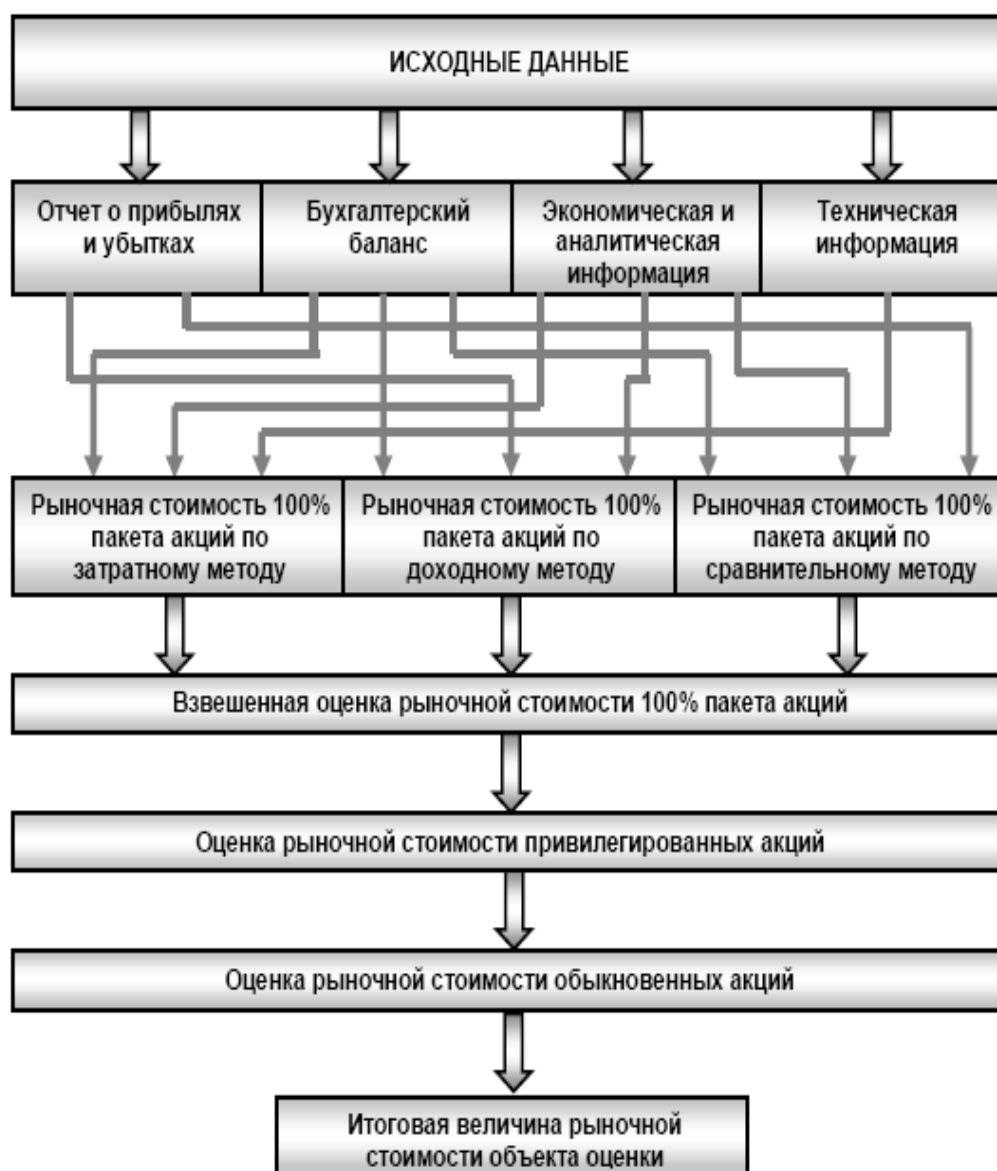 ИСХОДНЫЕ ДАННЫЕ
Отчет о прибылях
и убытках
Бухгалтерский
баланс
Экономическая и
аналитическая
информация
Техническая
информация
Рыночная стоимость 100%
пакета акций по
затратному методу
Рыночная стоимость 100%
пакета акций по
доходному методу
Рыночная стоимость 100%
пакета акций по
сравнительному методу
Взвешенная оценка рыночной стоимости 100% пакета акций
Оценка рыночной стоимости привилегированных акций
Оценка рыночной стоимости обыкновенных акций
Итоговая величина рыночной
стоимости объекта оценки